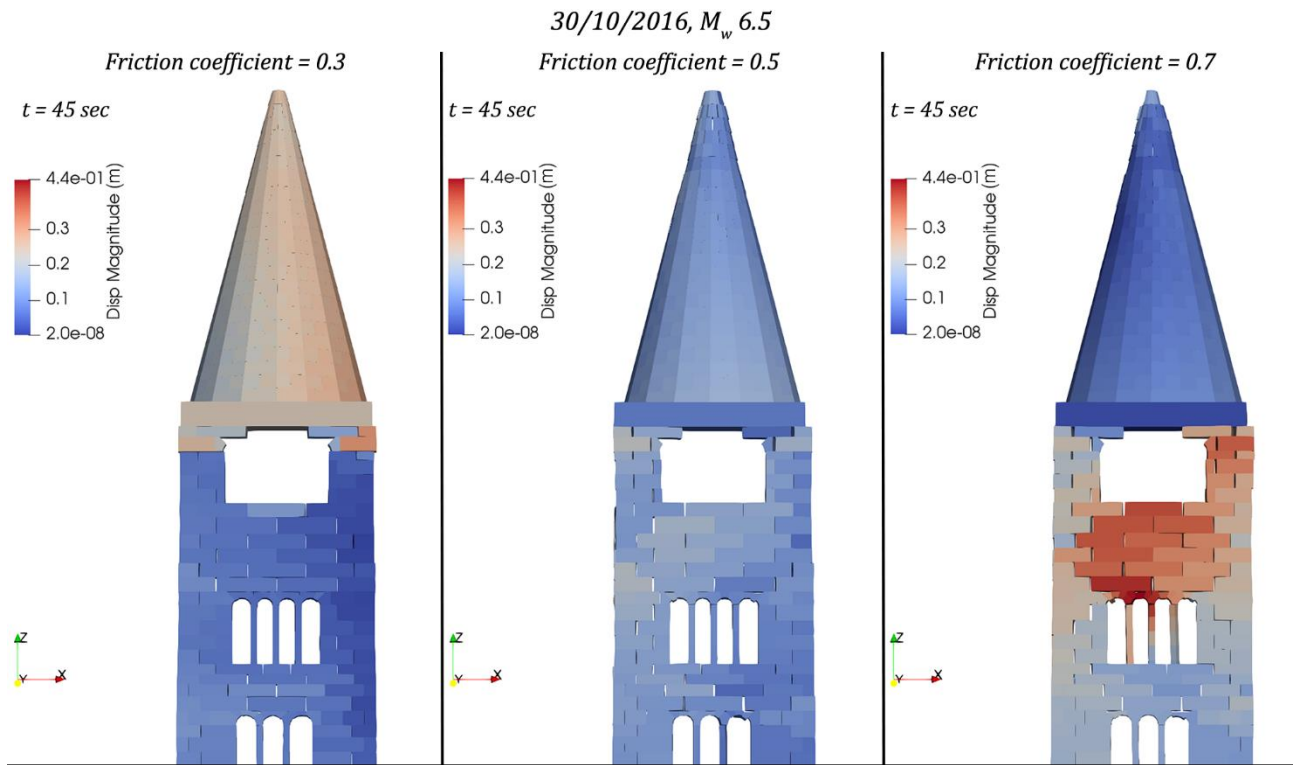 30/10/2016, Mw 6.5
Friction coefficient = 0.3
t = 45 sec
4.4e-01
0.3
0.2
0.1
2.0e-08
Disp Magnitude (m)
Z
Y
X
Friction coefficient = 0.5
t = 45 sec
4.4e-01
0.3
0.2
0.1
2.0e-08
Disp Magnitude (m)
Z
Y
X
Friction coefficient = 0.7
t = 45 sec
4.4e-01
0.3
0.2
0.1
2.0e-08
Disp Magnitude (m)
Z
Y
X